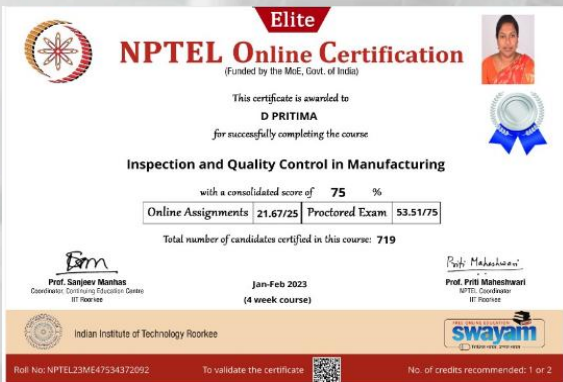 Elite
NPTEL Online Certification
(Funded by the MoE, Govt. of India)
This certificate is awarded to
D PRITIMA
for successfully completing the course
Inspection and Quality Control in Manufacturing
with a consolidated score of 75 %
Online Assignments 21.67/25 Proctored Exam 53.51/75
Total number of candidates certified in this course: 719
Priti Maheshwari
Prof. Sanjeev Manhas
Coordinator, Continuing Education Centre
IIT Roorkee
Jan-Feb 2023
(4 week course)
Prof. Priti Maheshwari
NPTEL Coordinator
IIT Roorkee
Indian Institute of Technology Roorkee
FREE ONLINE EDUCATION
swayam
Roll No: NPTEL23ME47534372092
To validate the certificate
No. of credits recommended: 1 or 2